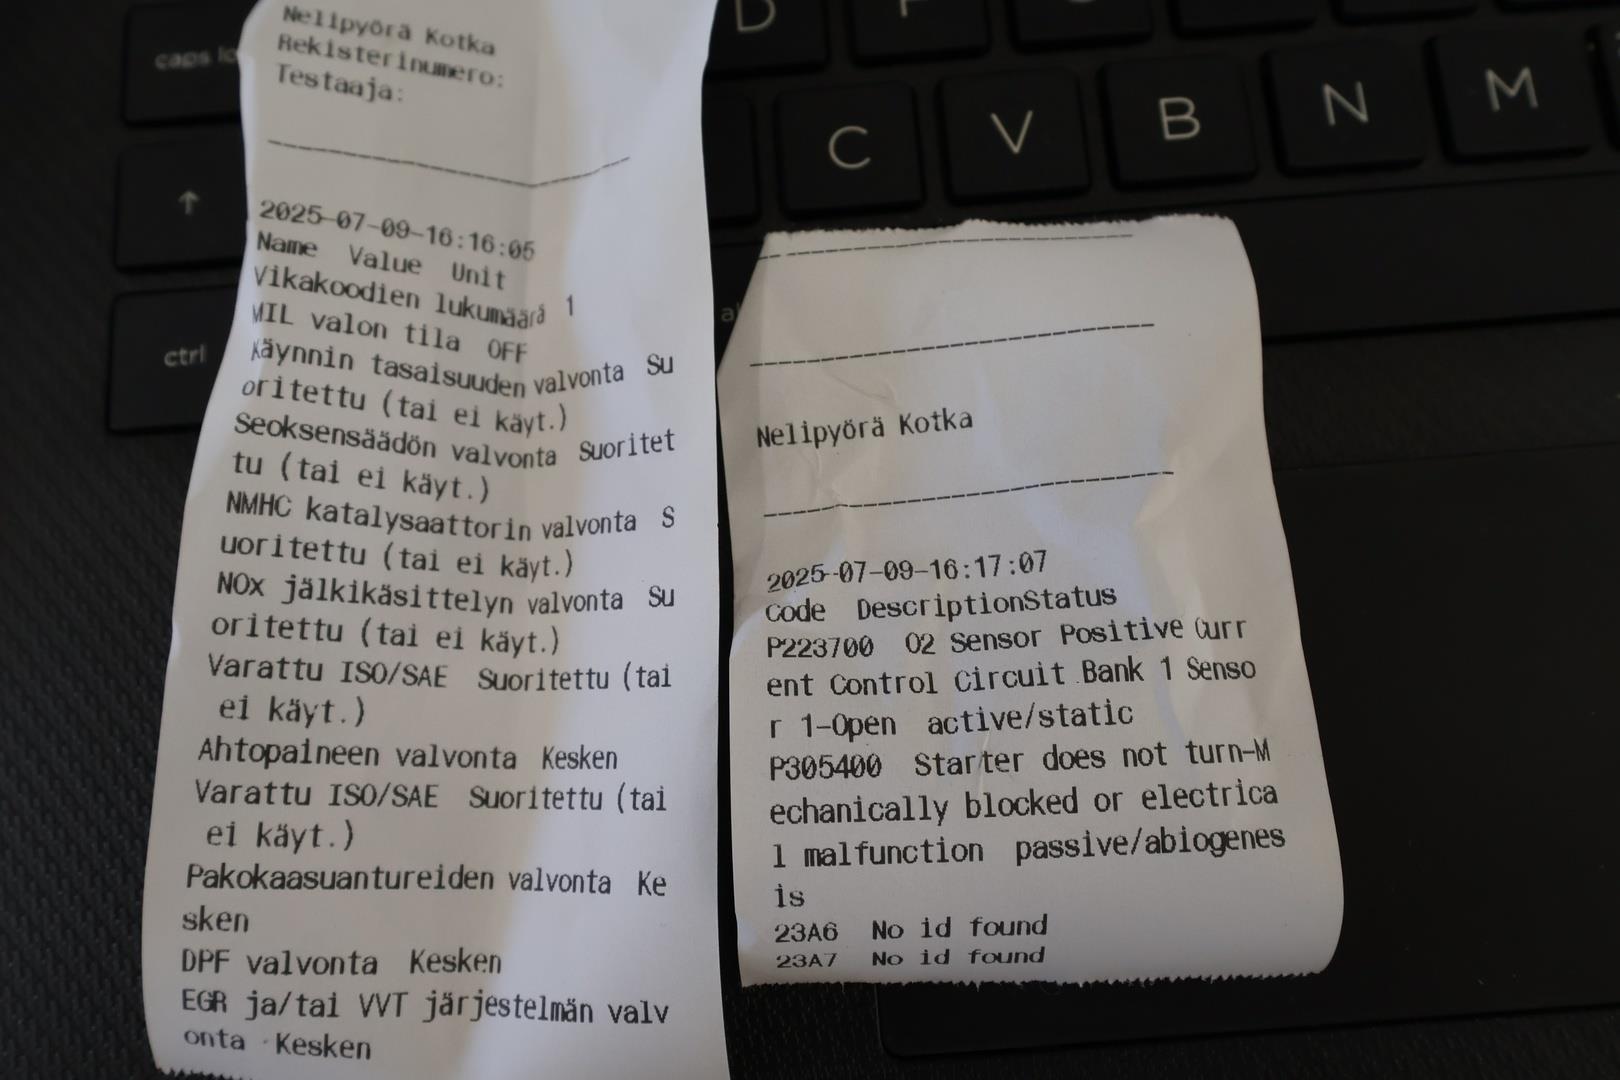 Nelipyörä Kotka
Rekisterinumero:
Testaaja:
2025-07-09-16:16:05
Name Value Unit
Vikakoodien lukumäärä 1
MIL valon tila OFF
Käynnin tasaisuuden valvonta Su
oritettu (tai ei käyt.)
Seoksensäädön valvonta Suoritet
tu (tai ei käyt.)
NMHC katalysaattorin valvonta S
uoritettu (tai ei käyt.)
NOx jälkikäsittelyn valvonta Su
oritettu (tai ei käyt.)
Varattu ISO/SAE Suoritettu (tai
ei käyt.)
Ahtopaineen valvonta Kesken
Varattu ISO/SAE Suoritettu (tai
ei käyt.)
Pakokaasuantureiden valvonta Ke
sken
DPF valvonta Kesken
EGR ja/tai VVT järjestelmän valv
onta Kesken
Nelipyörä Kotka
2025-07-09-16:17:07
Code DescriptionStatus
P223700 O2 Sensor Positive Curr
ent Control Circuit Bank 1 Senso
r 1-Open active/static
P305400 Starter does not turn-M
echanically blocked or electrica
l malfunction passive/abiogenes
is
23A6 No id found
23A7 No id found
caps lo
ctrl
D
C
V
B
N
M